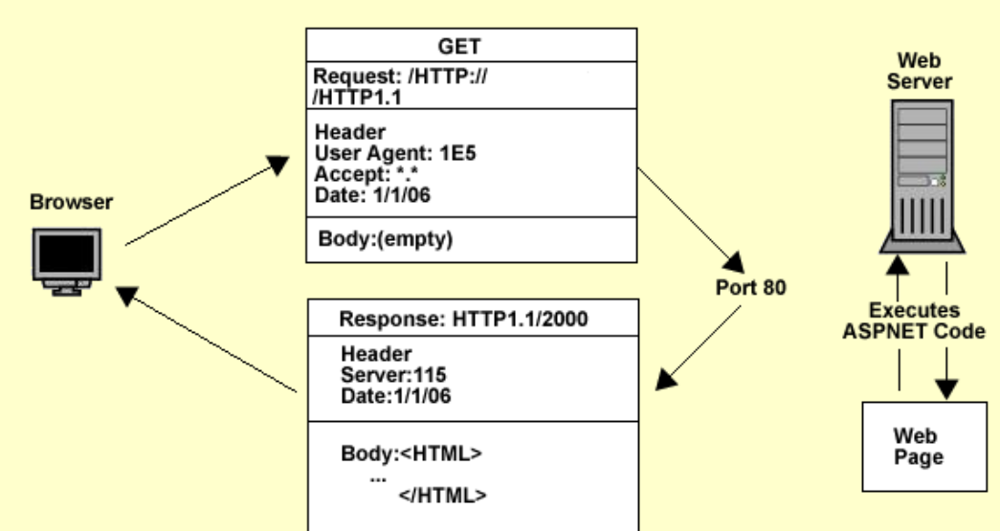 GET
Request: /HTTP://
/HTTP1.1
Header
User Agent: 1E5
Accept: *.*
Date: 1/1/06
Body:(empty)
Browser
Port 80
Response: HTTP1.1/2000
Header
Server:115
Date:1/1/06
Body:<HTML>
...
</HTML>
Web
Server
Executes
ASPNET Code
Web
Page